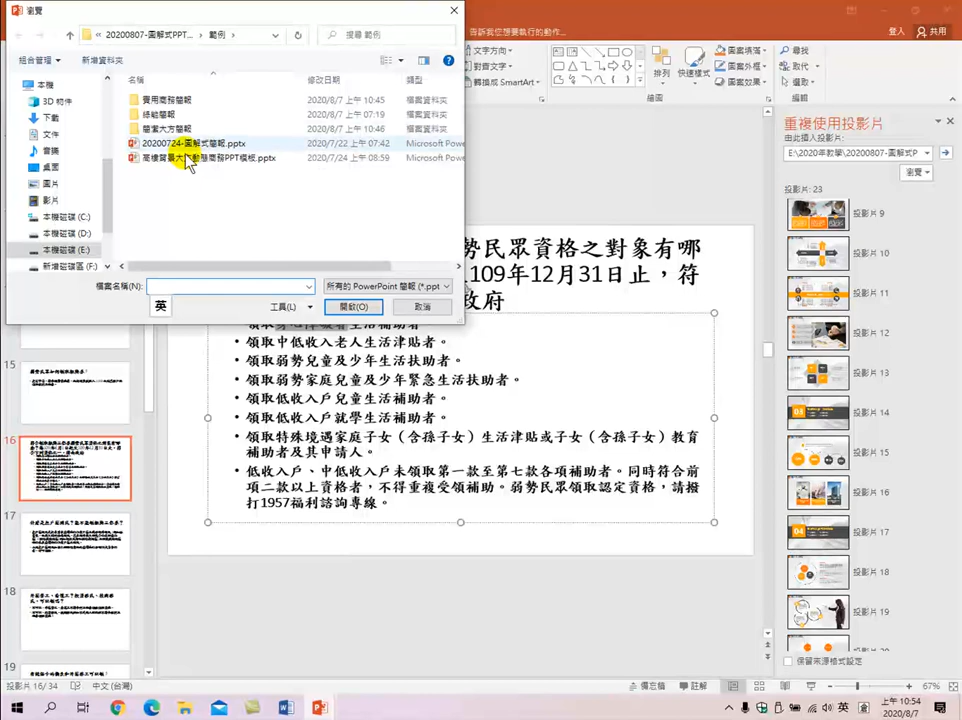 瀏覽
告訴我您想要執行的動作...
登入
共用
20200807-圖解式PPT...
範例
搜尋 範例
組合管理
新增資料夾
文字方向
對齊文字
轉換成 SmartArt
排列
快速樣式
圖案填滿
圖案外框
圖案效果
尋找
取代
選取
繪圖
編輯
名稱
修改日期
類型
本機
3D 物件
下載
文件
音樂
桌面
圖片
影片
本機磁碟 (C:)
本機磁碟 (D:)
本機磁碟 (E:)
新增磁碟區 (F:)
費用商務簡報
2020/8/7 上午 10:45
檔案資料夾
綠能簡報
2020/8/7 上午 07:19
檔案資料夾
簡潔大方簡報
2020/8/7 上午 10:46
檔案資料夾
20200724-圖解式簡報.pptx
2020/7/22 上午 07:42
Microsoft Pow
2020/7/24 上午 08:59
Microsoft Pow
檔案名稱(N):
所有的 PowerPoint 簡報 (*.ppt
英
工具(L)
開啟(O)
取消
重複使用投影片
由此插入投影片:
E:\2020年教學\20200807-圖解式P
瀏覽
投影片: 23
投影片 9
投影片 10
投影片 11
投影片 12
投影片 13
投影片 14
投影片 15
投影片 16
投影片 17
投影片 18
投影片 19
保留來源格式設定
勢民眾資格之對象有哪
109年12月31日止，符
政府
• 領取中低收入老人生活津貼者。
• 領取弱勢兒童及少年生活扶助者。
• 領取弱勢家庭兒童及少年緊急生活扶助者。
• 領取低收入戶兒童生活補助者。
• 領取低收入戶就學生活補助者。
• 領取特殊境遇家庭子女（含孫子女）生活津貼或子女（含孫子女）教育
補助者及其申請人。
• 低收入戶、中低收入戶未領取第一款至第七款各項補助者。同時符合前
項二款以上資格者，不得重複受領補助。弱勢民眾領取認定資格，請撥
打1957福利諮詢專線。
15
16
17
18
19
投影片 16/34
中文 (台灣)
備忘稿
註解
67%
英
上午 10:54
2020/8/7